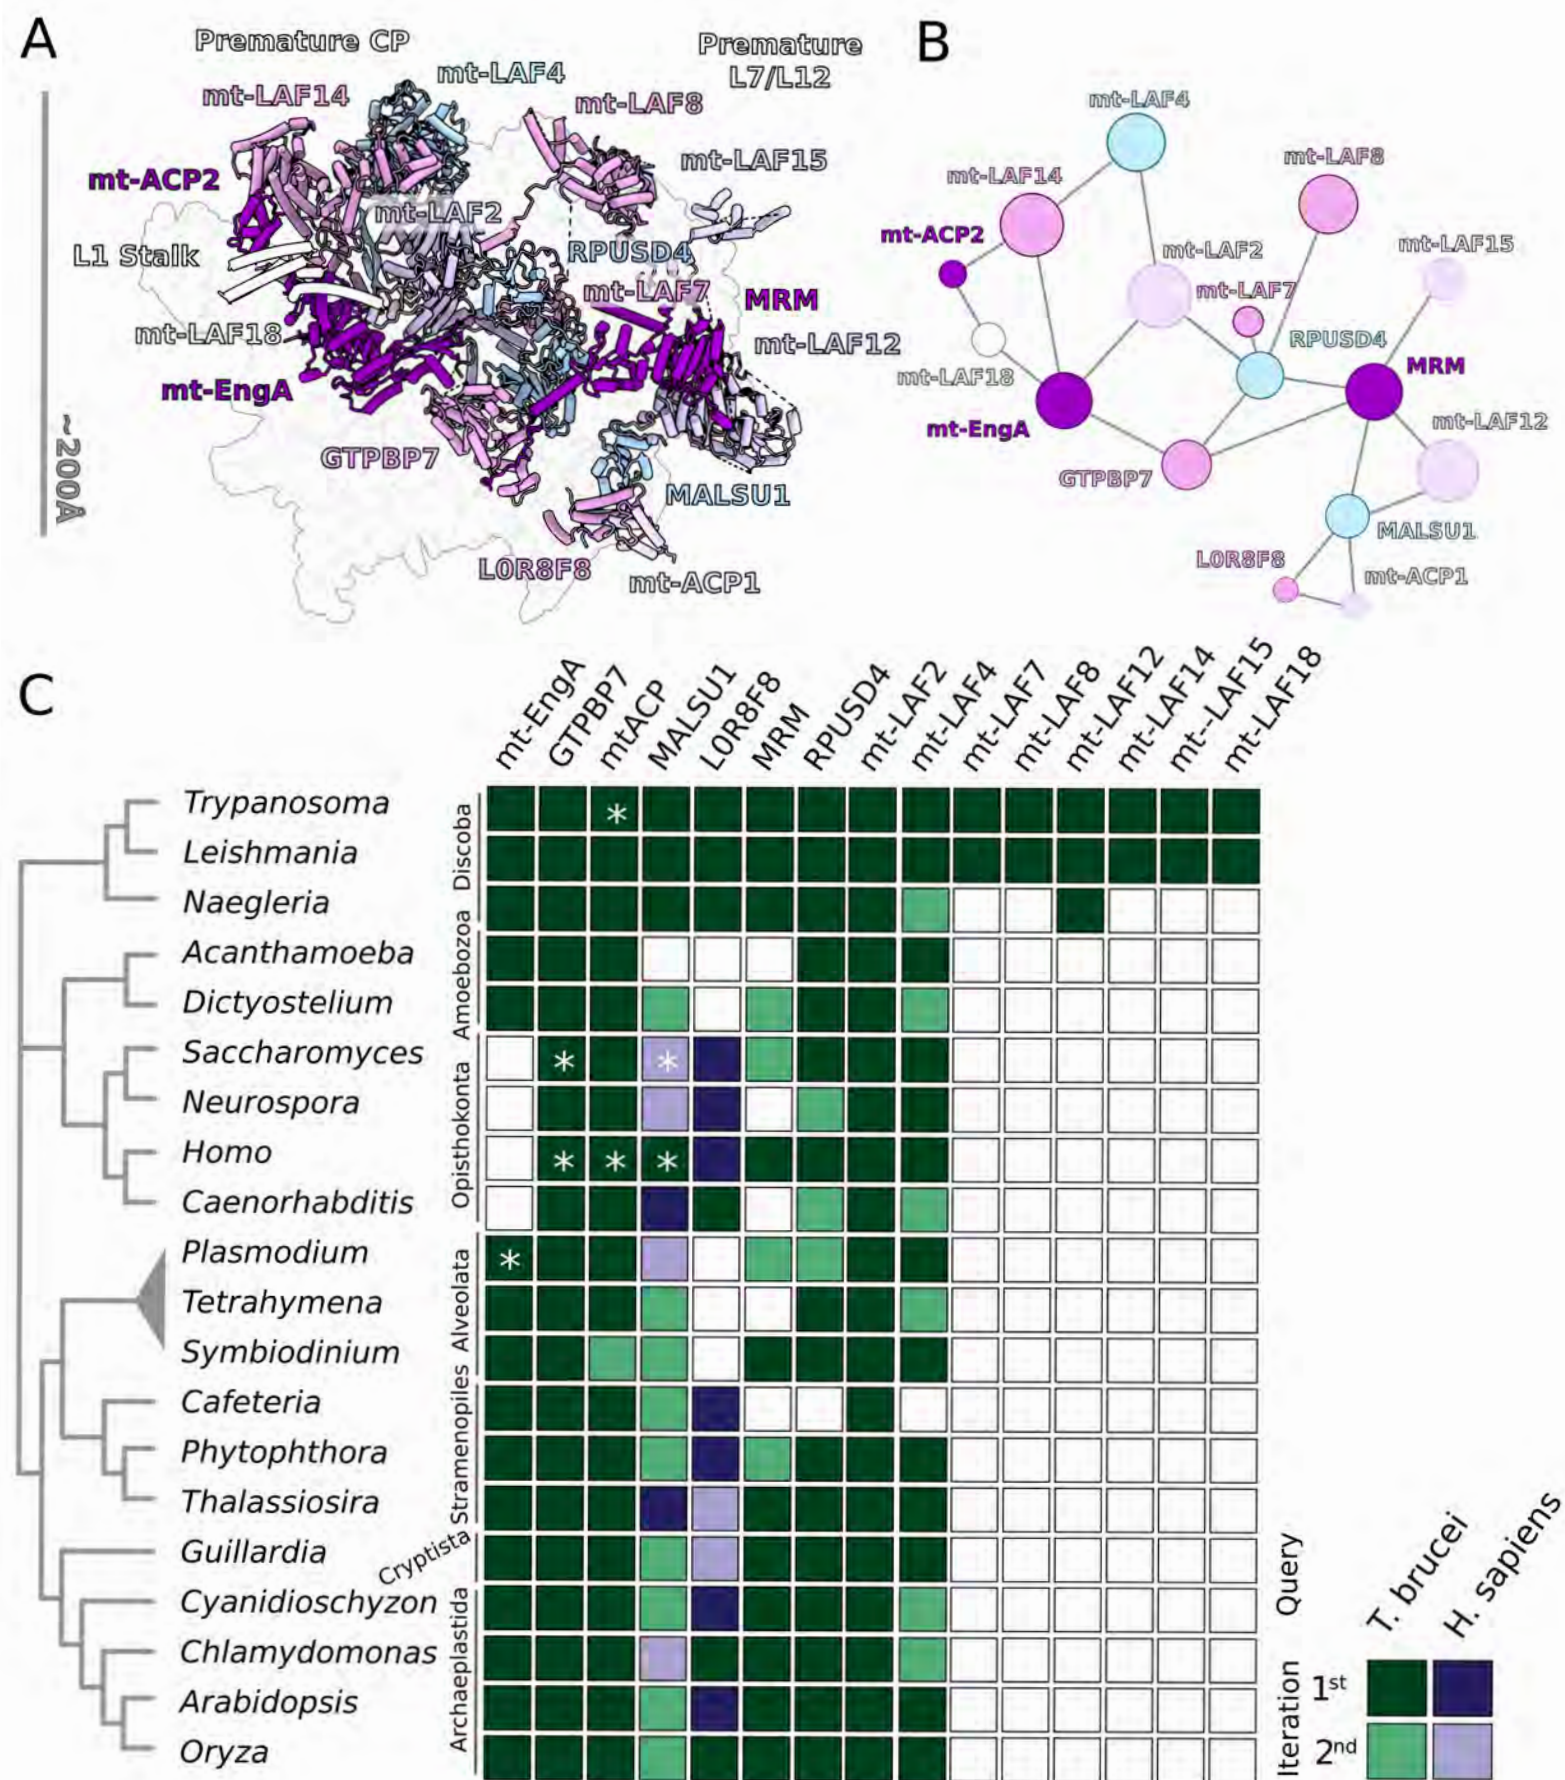 A
Premature CP
Premature
L7/L12
mt-LAF4
mt-LAF14
mt-LAF8
mt-LAF15
mt-ACP2
mt-LAF2
L1 Stalk
RPUSD4
mt-LAF7
MRM
mt-LAF18
mt-LAF12
mt-EngA
GTPBP7
MALSU1
L0R8F8
mt-ACP1
~200Å
B
mt-LAF4
mt-LAF8
mt-LAF14
mt-ACP2
mt-LAF2
mt-LAF15
mt-LAF7
RPUSD4
MRM
mt-LAF18
mt-LAF12
mt-EngA
GTPBP7
MALSU1
L0R8F8
mt-ACP1
C
mt-EngA
GTPBP7
mtACP
MALSU1
L0R8F8
MRM
RPUSD4
mt-LAF2
mt-LAF4
mt-LAF7
mt-LAF8
mt-LAF12
mt-LAF14
mt--LAF15
mt-LAF18
Trypanosoma
*
Leishmania
Naegleria
Discoba
Acanthamoeba
Dictyostelium
Amoebozoa
Saccharomyces
* *
Neurospora
Homo
* * *
Caenorhabditis
Opisthokonta
Plasmodium
*
Tetrahymena
Symbiodinium
Alveolata
Cafeteria
Phytophthora
Thalassiosira
Stramenopiles
Guillardia
Cryptista
Cyanidioschyzon
Chlamydomonas
Arabidopsis
Oryza
Archaeplastida
Query
T. brucei
H. sapiens
Iteration
1st
2nd